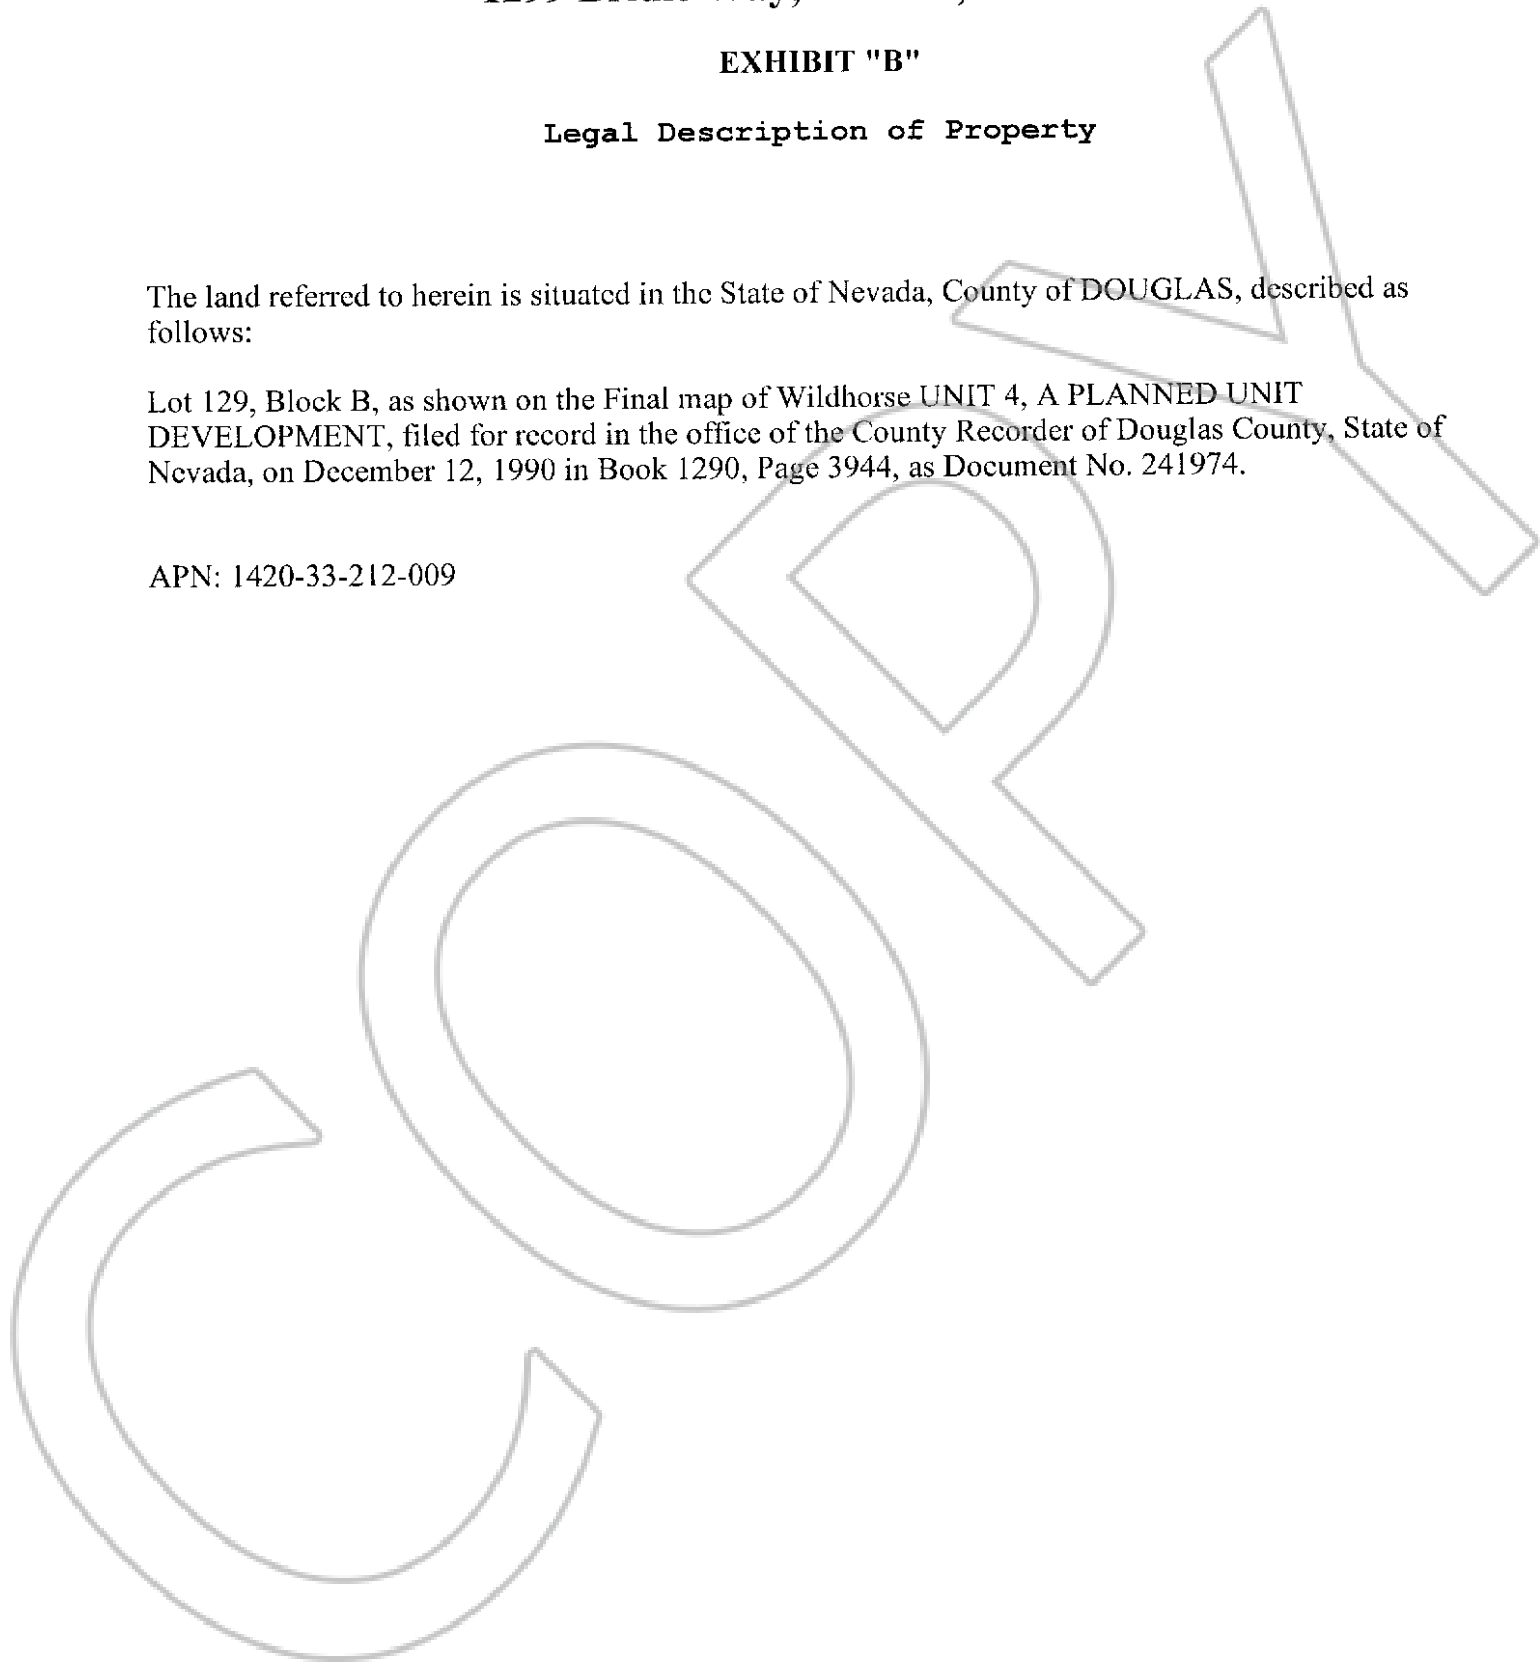 EXHIBIT "B"
Legal Description of Property
The land referred to herein is situated in the State of Nevada, County of DOUGLAS, described as
follows:
Lot 129, Block B, as shown on the Final map of Wildhorse UNIT 4, A PLANNED UNIT
DEVELOPMENT, filed for record in the office of the County Recorder of Douglas County, State of
Nevada, on December 12, 1990 in Book 1290, Page 3944, as Document No. 241974.
APN: 1420-33-212-009
COPY